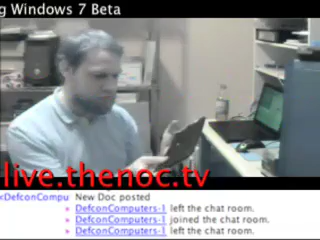 g Windows 7 Beta
live.thenoc.tv
<DefconCompu New Doc posted
» DefconComputers-1 left the chat room.
» DefconComputers-1 joined the chat room.
» DefconComputers-1 left the chat room.